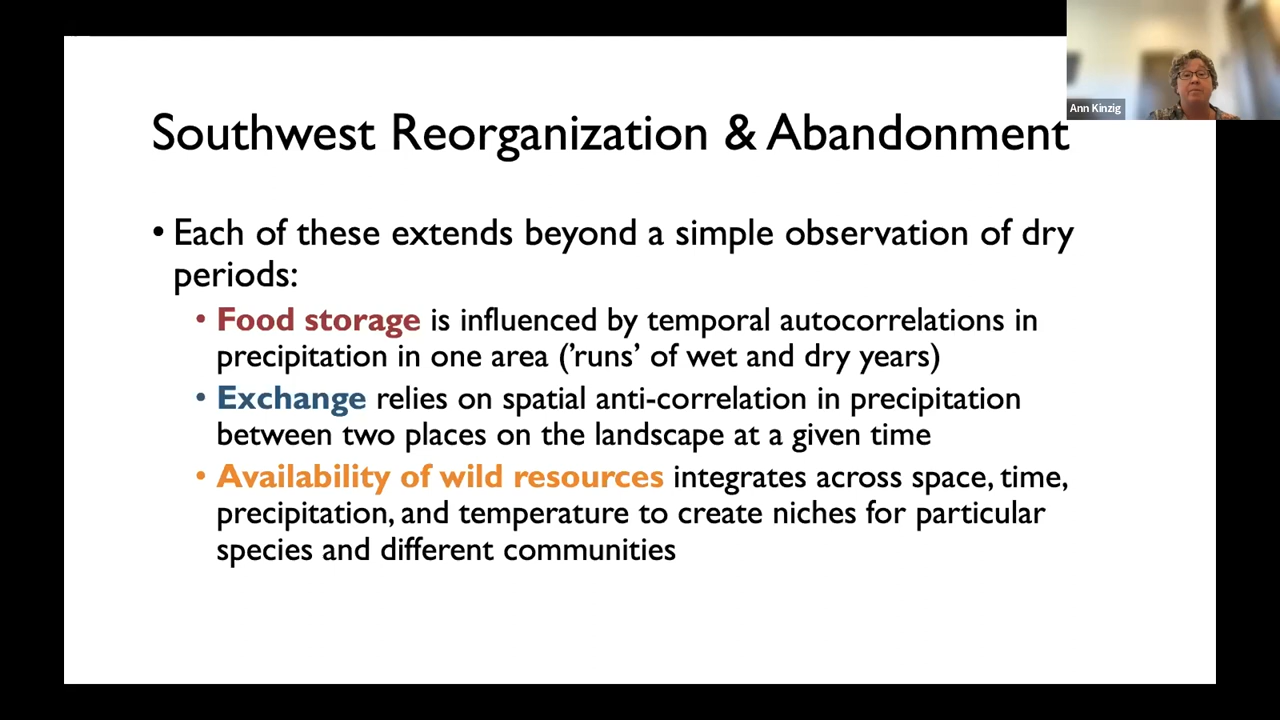 Ann Kinzig
Southwest Reorganization & Abandonment
• Each of these extends beyond a simple observation of dry
periods:
• Food storage is influenced by temporal autocorrelations in
precipitation in one area (’runs’ of wet and dry years)
• Exchange relies on spatial anti-correlation in precipitation
between two places on the landscape at a given time
• Availability of wild resources integrates across space, time,
precipitation, and temperature to create niches for particular
species and different communities